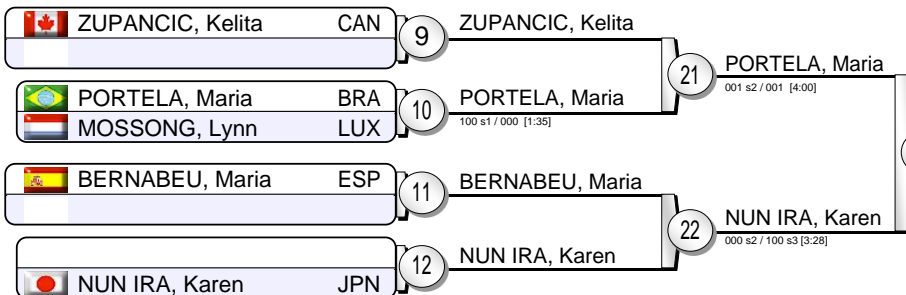 ZUPANCIC, Kelita CAN
9
ZUPANCIC, Kelita
PORTELA, Maria BRA
MOSSONG, Lynn LUX
10
PORTELA, Maria
100 s1 / 000 [1:35]
21
PORTELA, Maria
001 s2 / 001 [4:00]
BERNABEU, Maria ESP
11
BERNABEU, Maria
NUN IRA, Karen JPN
12
NUN IRA, Karen
22
NUN IRA, Karen
000 s2 / 100 s3 [3:28]